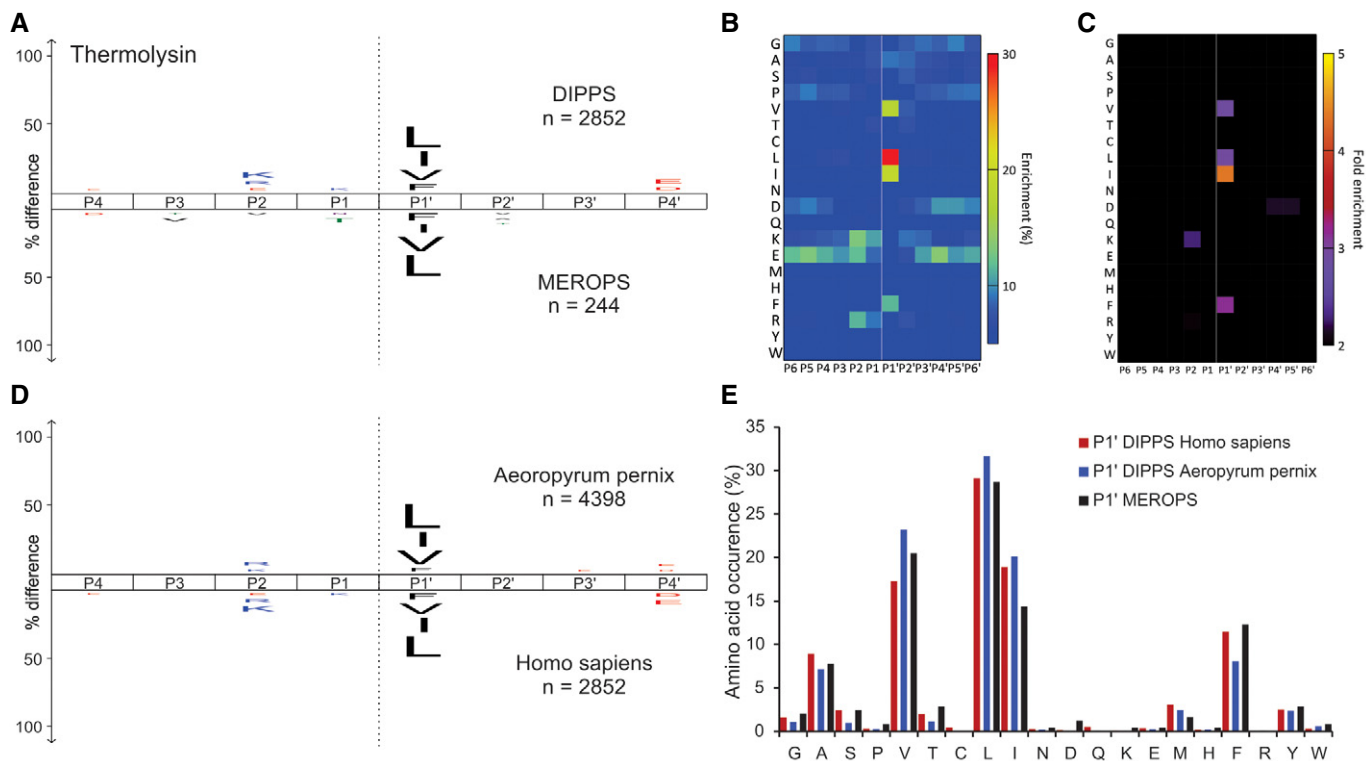 A
Thermolysin
DIPPS
n = 2852
100
50
50
100
% difference
L
I
V
F
K
R
E
K
E
D
P4 P3 P2 P1 P1' P2' P3' P4'
F
I
V
L
MEROPS
n = 244
B
G
A
S
P
V
T
C
L
I
N
D
Q
K
E
M
H
F
R
Y
W
P6 P5 P4 P3 P2 P1 P1' P2' P3' P4' P5' P6'
30
20
10
Enrichment (%)
C
G
A
S
P
V
T
C
L
I
N
D
Q
K
E
M
H
F
R
Y
W
P6 P5 P4 P3 P2 P1 P1' P2' P3' P4' P5' P6'
5
4
3
2
Fold enrichment
D
Aeoropyrum pernix
n = 4398
100
50
50
100
% difference
L
I
V
F
R
K
P4 P3 P2 P1 P1' P2' P3' P4'
E
R
K
K
F
V
I
L
D
E
Homo sapiens
n = 2852
E
35
30
25
20
15
10
5
0
Amino acid occurence (%)
P1' DIPPS Homo sapiens
P1' DIPPS Aeropyrum pernix
P1' MEROPS
G A S P V T C L I N D Q K E M H F R Y W